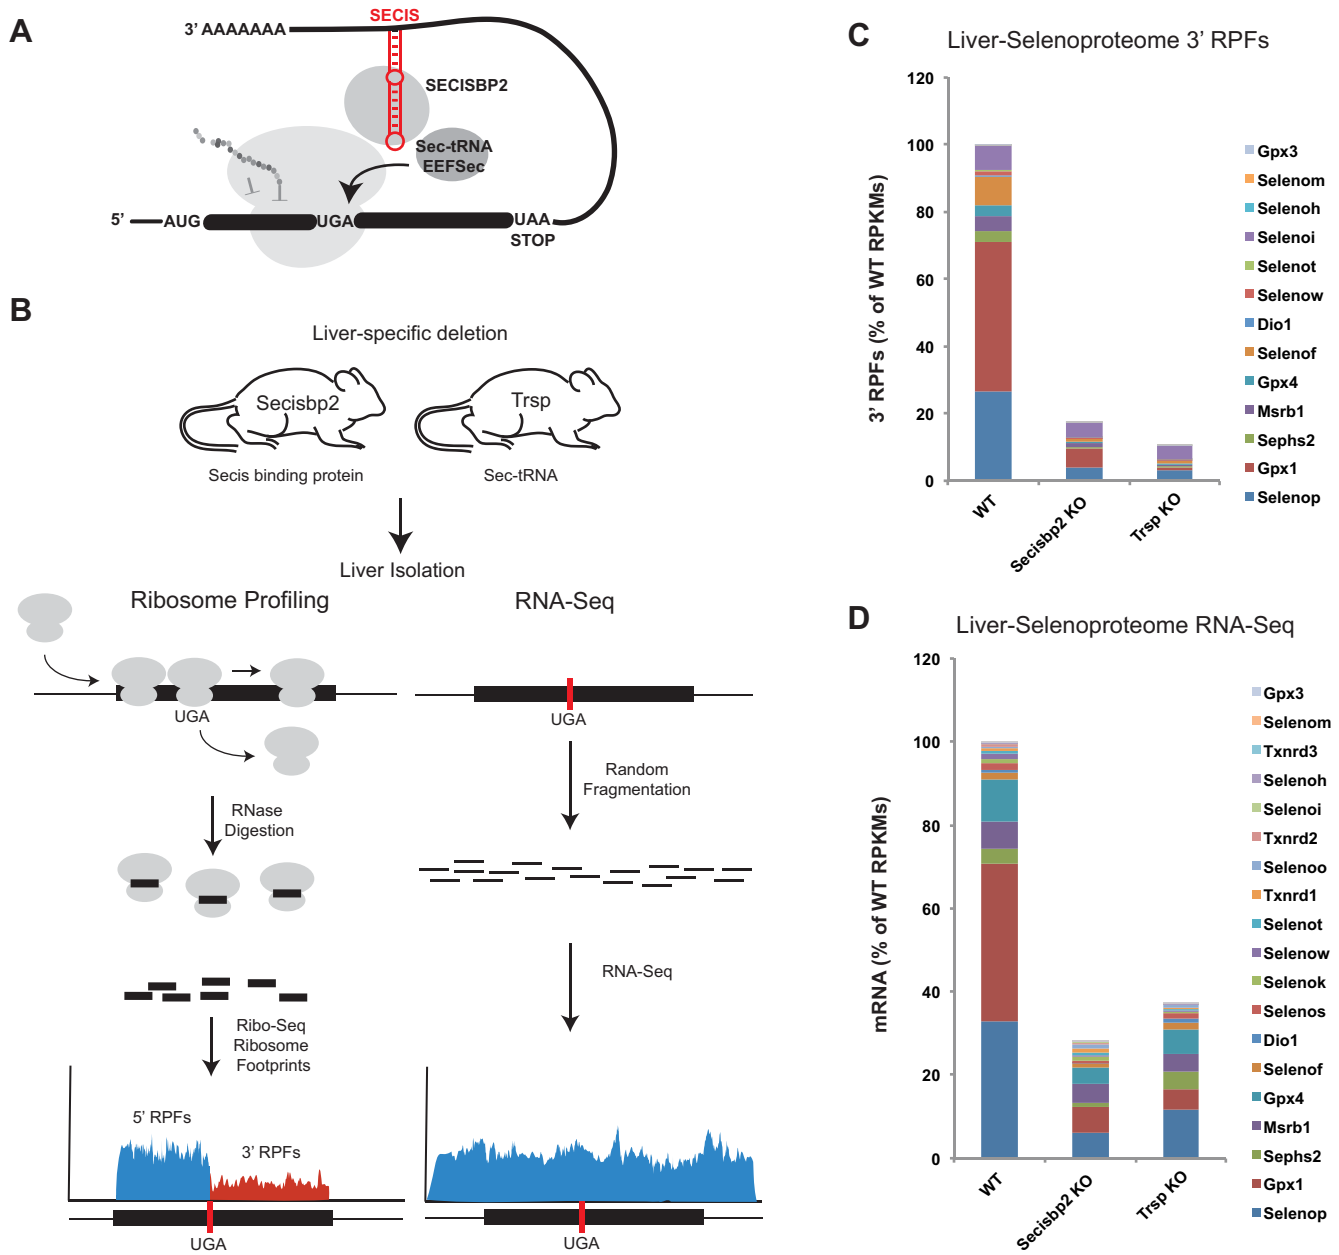 A
SECIS
3' AAAAAAA
SECISBP2
Sec-tRNA
EEFSec
5'
AUG
UGA
UAA
STOP
B
Liver-specific deletion
Secisbp2
Trsp
Secis binding protein
Sec-tRNA
Liver Isolation
Ribosome Profiling
RNA-Seq
UGA
UGA
RNase
Digestion
Random
Fragmentation
RNA-Seq
Ribo-Seq
Ribosome
Footprints
5' RPFs
3' RPFs
UGA
UGA
C
Liver-Selenoproteome 3' RPFs
3' RPFs (% of WT RPKMs)
120
100
80
60
40
20
0
WT
Secisbp2 KO
Trsp KO
Gpx3
Selenom
Selenoh
Selenoi
Selenot
Selenow
Dio1
Selenof
Gpx4
Msrb1
Sephs2
Gpx1
Selenop
D
Liver-Selenoproteome RNA-Seq
mRNA (% of WT RPKMs)
120
100
80
60
40
20
0
WT
Secisbp2 KO
Trsp KO
Gpx3
Selenom
Txnrd3
Selenoh
Selenoi
Txnrd2
Selenoo
Txnrd1
Selenot
Selenow
Selenok
Selenos
Dio1
Selenof
Gpx4
Msrb1
Sephs2
Gpx1
Selenop